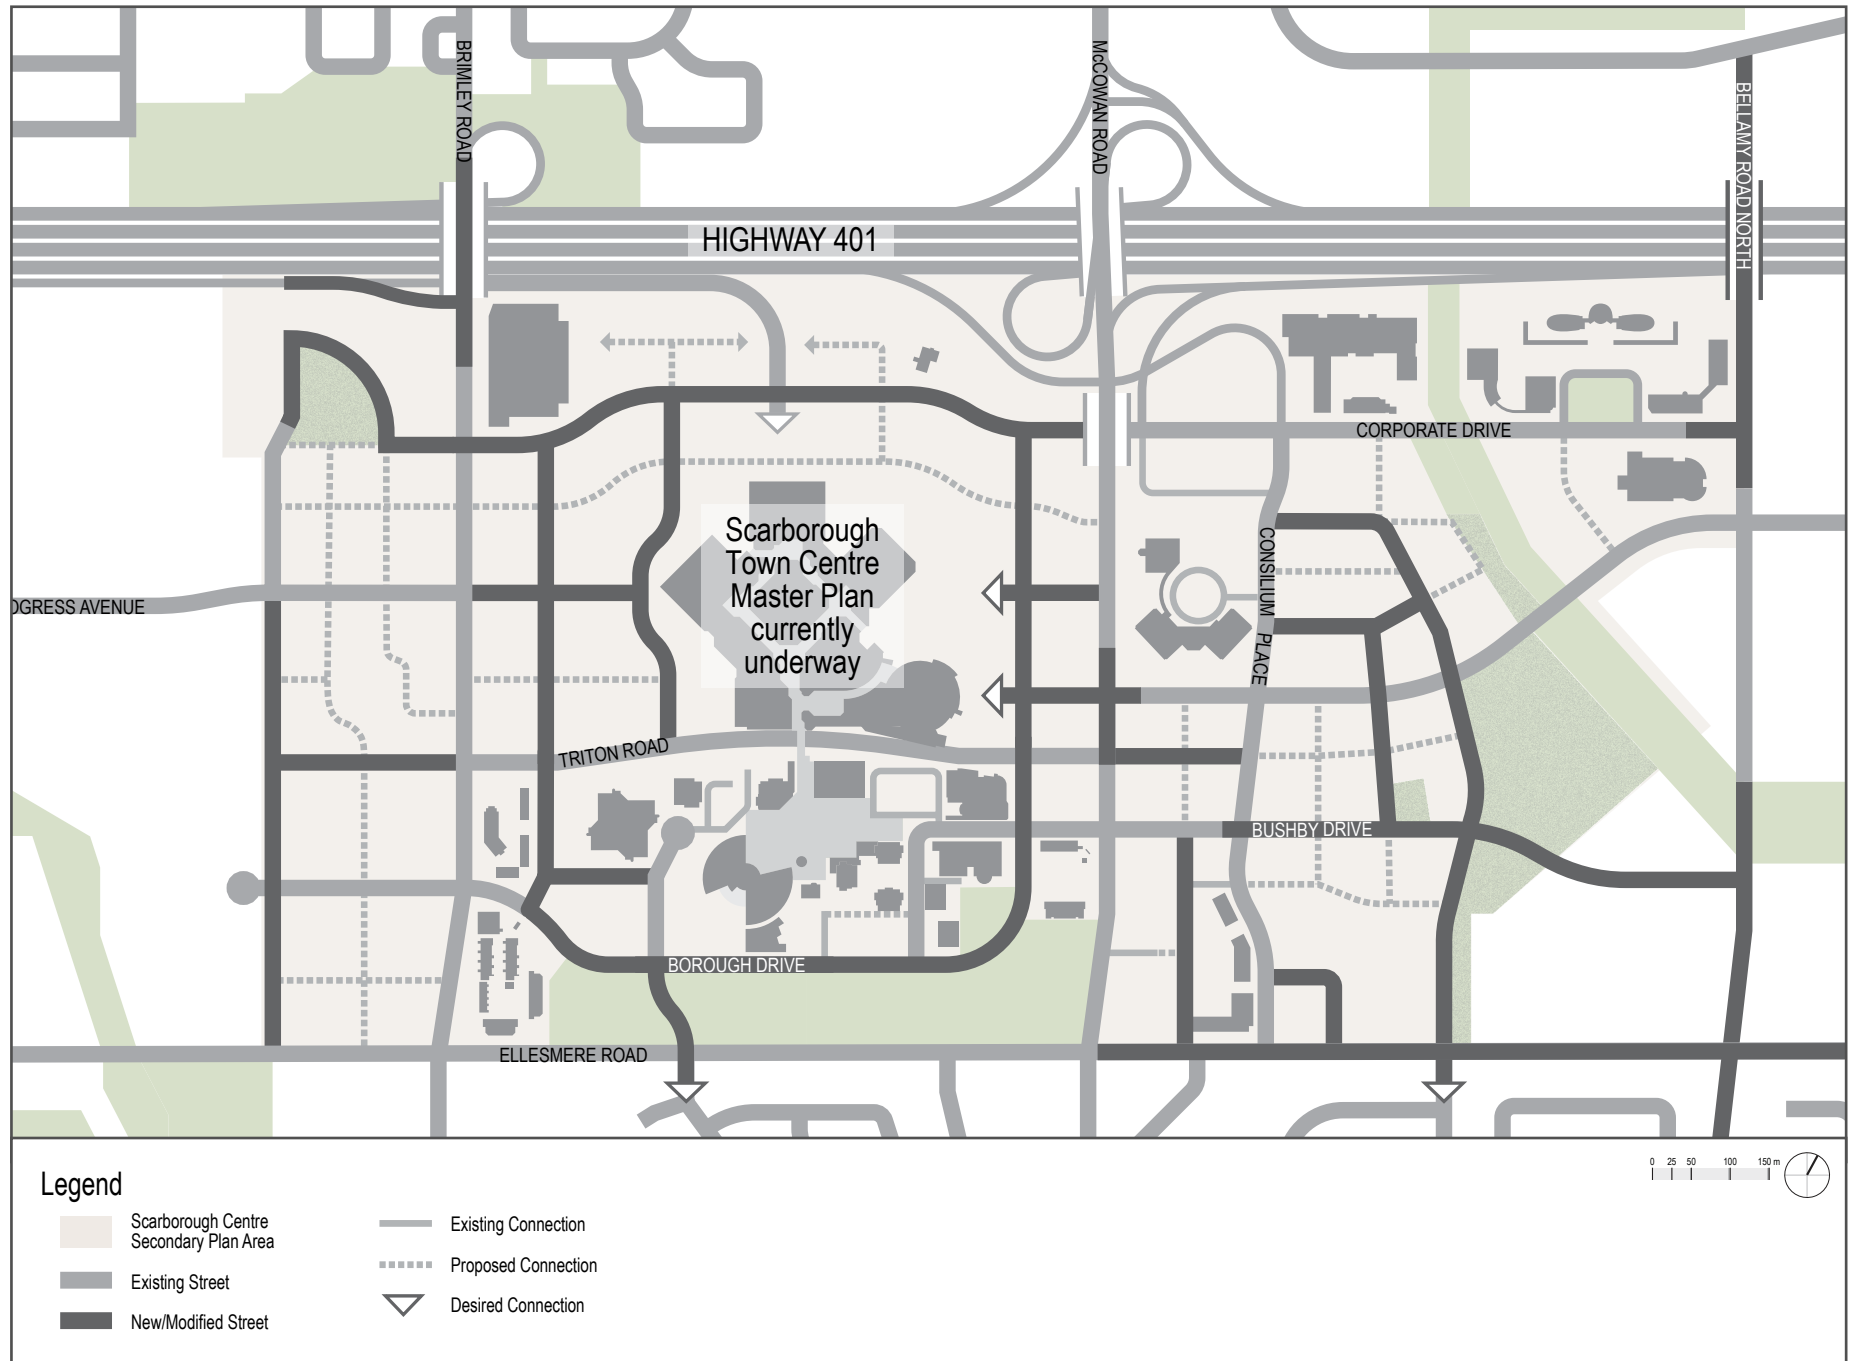 BRIMLEY ROAD
McCOWAN ROAD
BELLAMY ROAD NORTH
HIGHWAY 401
CORPORATE DRIVE
Scarborough
Town Centre
Master Plan
currently
underway
CONSILIUM PLACE
OGRESS AVENUE
TRITON ROAD
BUSHBY DRIVE
BOROUGH DRIVE
ELLESMERE ROAD
0 25 50 100 150 m
Legend
Scarborough Centre
Secondary Plan Area
Existing Street
New/Modified Street
Existing Connection
Proposed Connection
Desired Connection